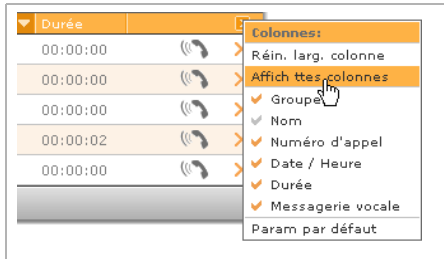 Durée
Colonnes:
00:00:00
Réin. larg. colonne
00:00:00
Affich ttes colonnes
Groupe
00:00:00
Nom
00:00:02
Numéro d'appel
Date / Heure
00:00:00
Durée
Messagerie vocale
Param par défaut